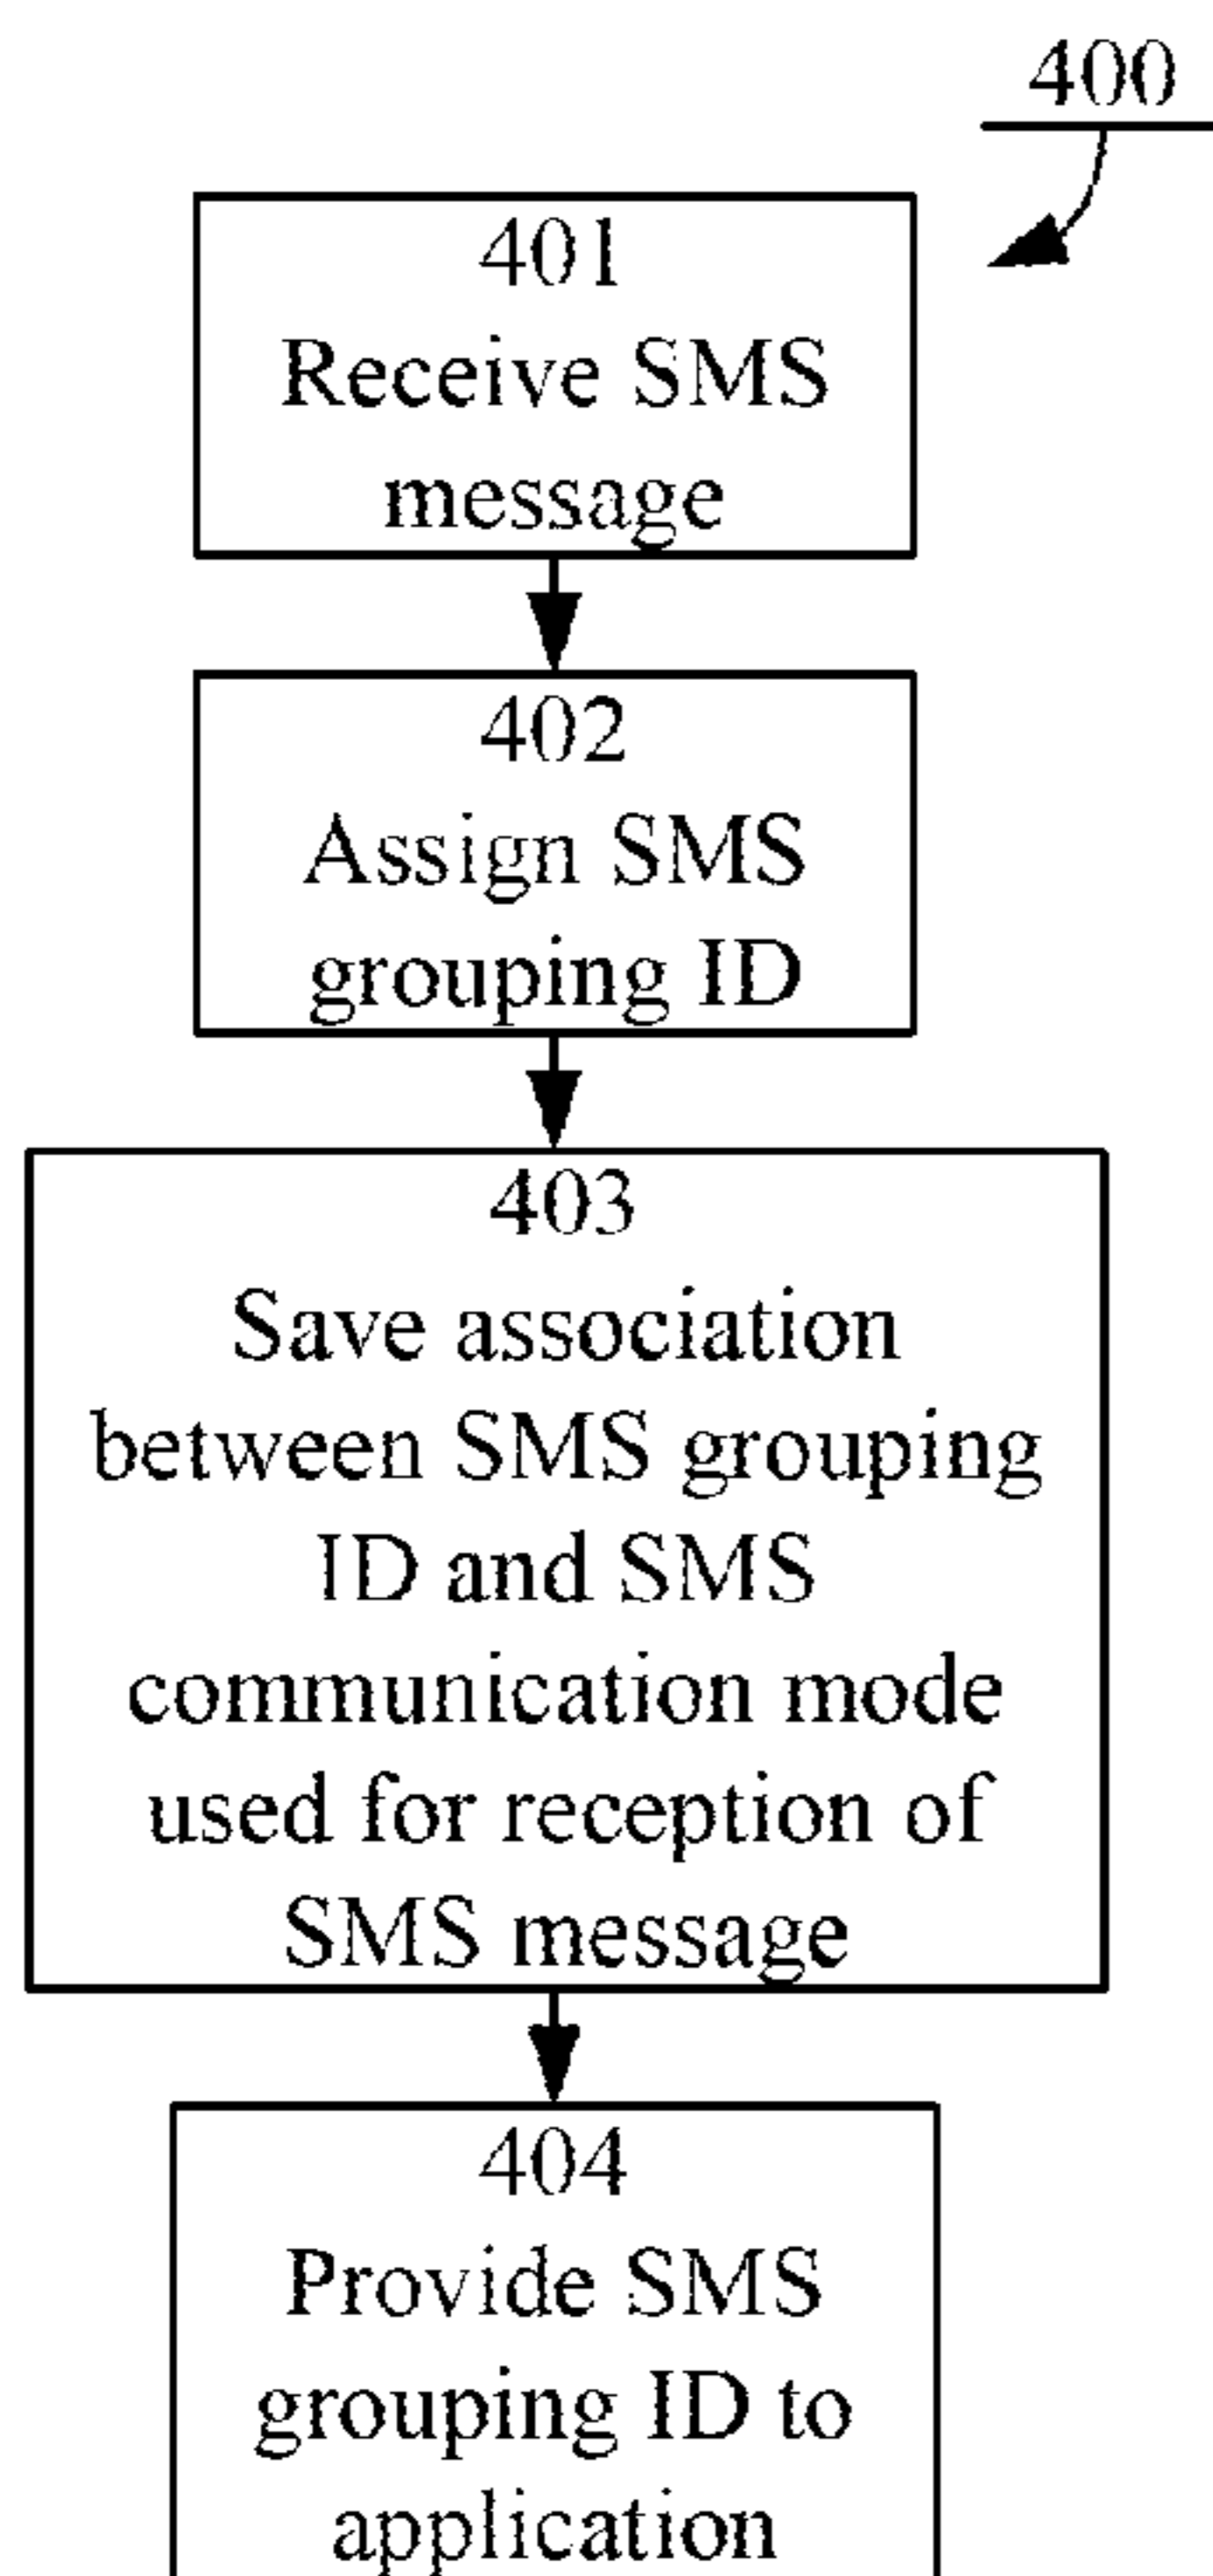 400
401
Receive SMS
message
402
Assign SMS
grouping ID
403
Save association
between SMS grouping
ID and SMS
communication mode
used for reception of
SMS message
404
Provide SMS
grouping ID to
application